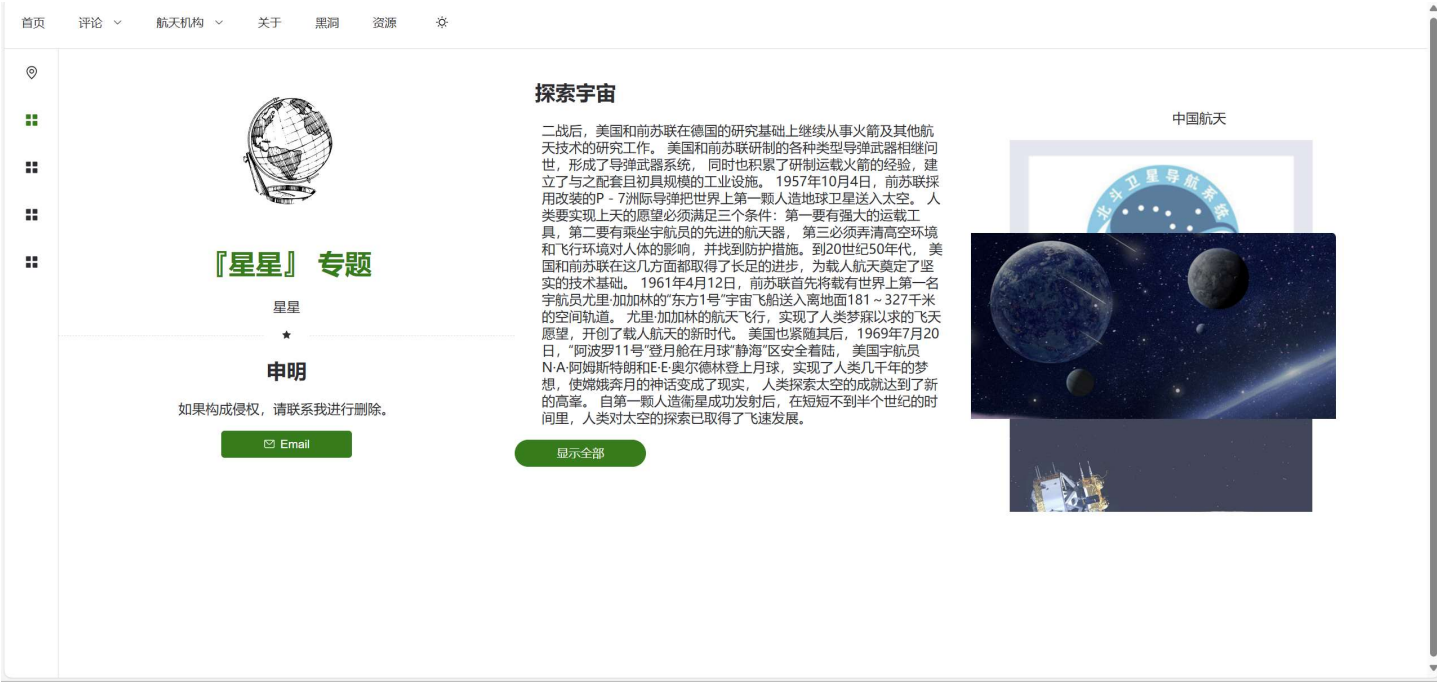 首页
评论
航天机构
关于
黑洞
资源
『星星』 专题
星星
申明
如果构成侵权，请联系我进行删除。
Email
探索宇宙
二战后，美国和前苏联在德国的研究基础上继续从事火箭及其他航
天技术的研究工作。 美国和前苏联研制的各种类型导弹武器相继问
世，形成了导弹武器系统， 同时也积累了研制运载火箭的经验，建
立了与之配套且初具规模的工业设施。 1957年10月4日，前苏联採
用改装的P－7洲际导弹把世界上第一颗人造地球卫星送入太空。 人
类要实现上天的愿望必须满足三个条件：第一要有强大的运载工
具，第二要有乘坐宇航员的先进的航天器， 第三必须弄清高空环境
和飞行环境对人体的影响，并找到防护措施。到20世纪50年代， 美
国和前苏联在这几方面都取得了长足的进步，为载人航天奠定了坚
实的技术基础。 1961年4月12日，前苏联首先将载有世界上第一名
宇航员尤里·加加林的“东方1号”宇宙飞船送入离地面181～327千米
的空间轨道。 尤里·加加林的航天飞行，实现了人类梦寐以求的飞天
愿望，开创了载人航天的新时代。 美国也紧随其后，1969年7月20
日，“阿波罗11号”登月舱在月球“静海”区安全着陆， 美国宇航员
N·A·阿姆斯特朗和E·E·奥尔德林登上月球，实现了人类几千年的梦
想，使嫦娥奔月的神话变成了现实， 人类探索太空的成就达到了新
的高峯。 自第一颗人造衞星成功发射后，在短短不到半个世纪的时
间里，人类对太空的探索已取得了飞速发展。
显示全部
中国航天
北斗卫星导航系统